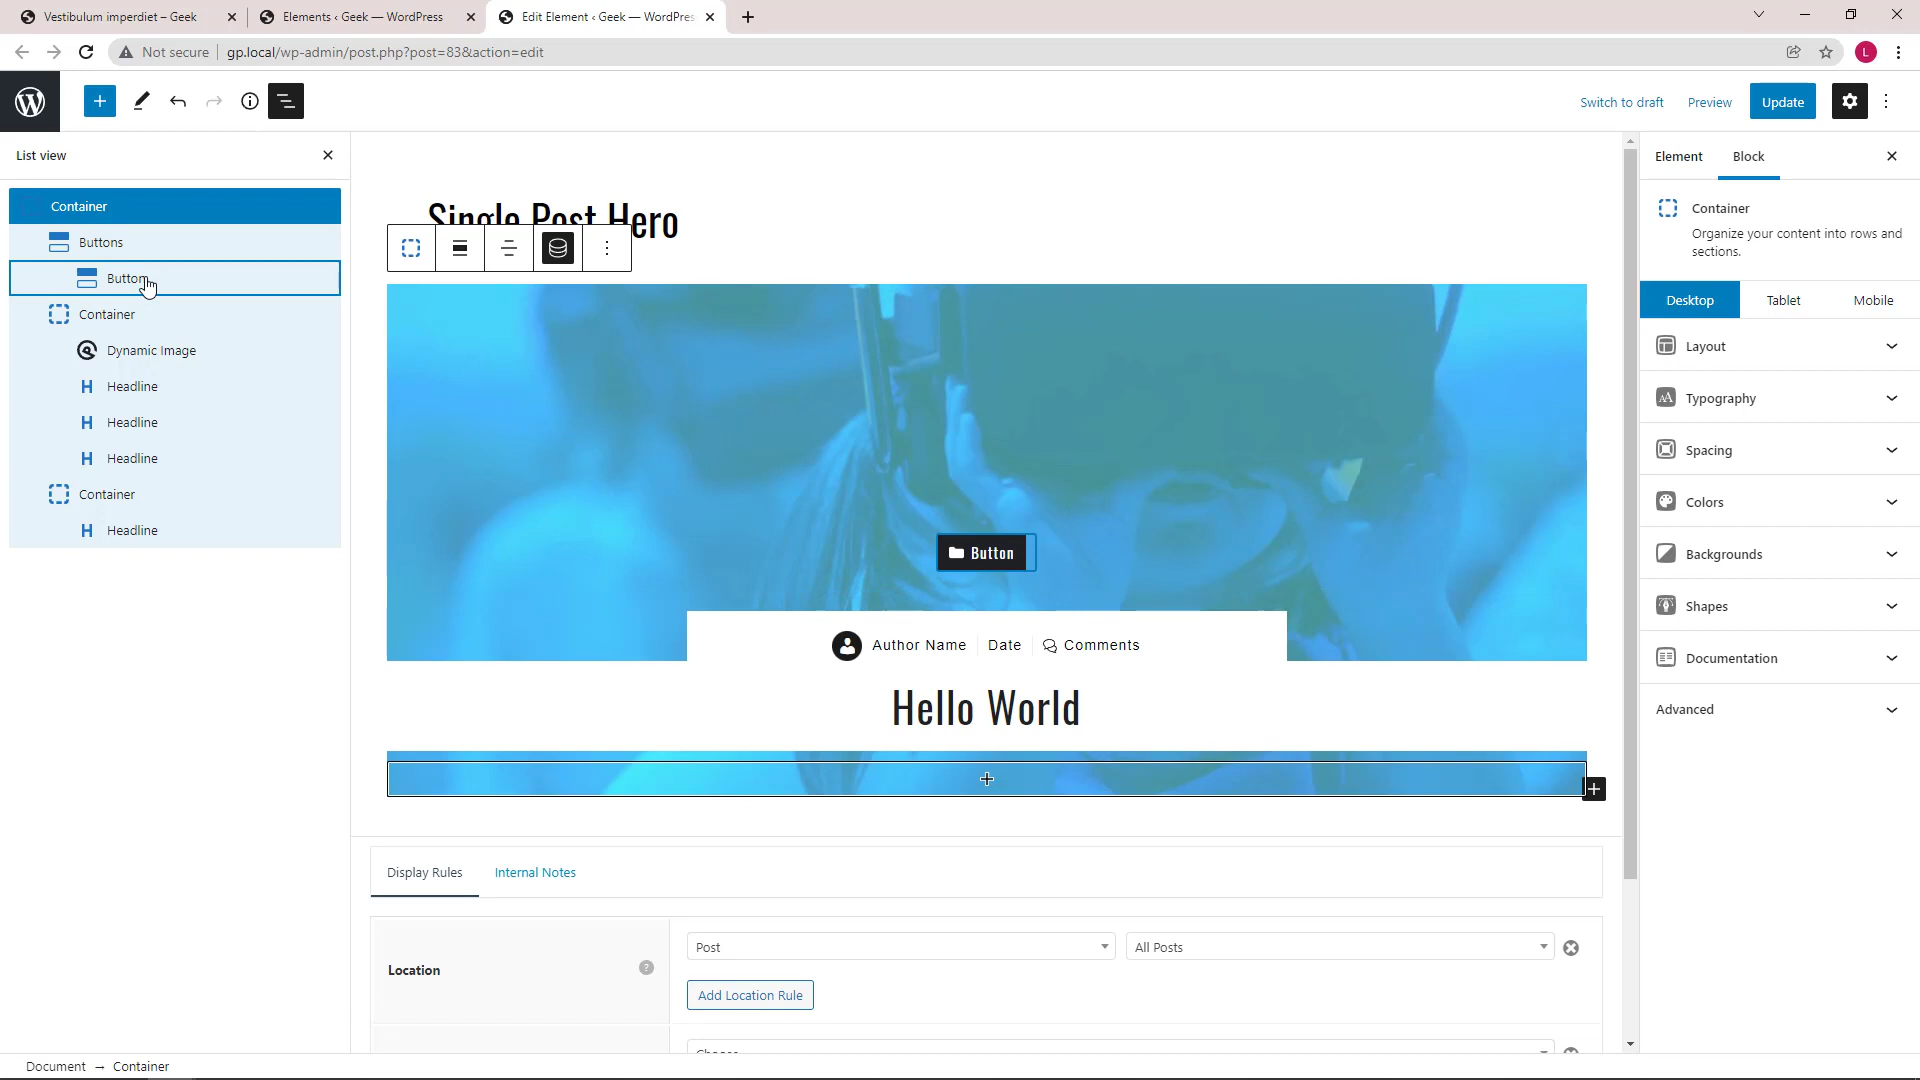 Vestibulum imperdiet – Geek
Elements ‹ Geek — WordPress
Edit Element ‹ Geek — WordPres
Not secure
gp.local/wp-admin/post.php?post=83&action=edit
L
Switch to draft
Preview
Update
List view
Container
Buttons
Button
Container
Dynamic Image
Headline
Headline
Headline
Container
Headline
Single Post Hero
Button
Author Name
Date
Comments
Hello World
Display Rules
Internal Notes
Location
Post
All Posts
Add Location Rule
Element
Block
Container
Organize your content into rows and
sections.
Desktop
Tablet
Mobile
Layout
Typography
Spacing
Colors
Backgrounds
Shapes
Documentation
Advanced
Document → Container